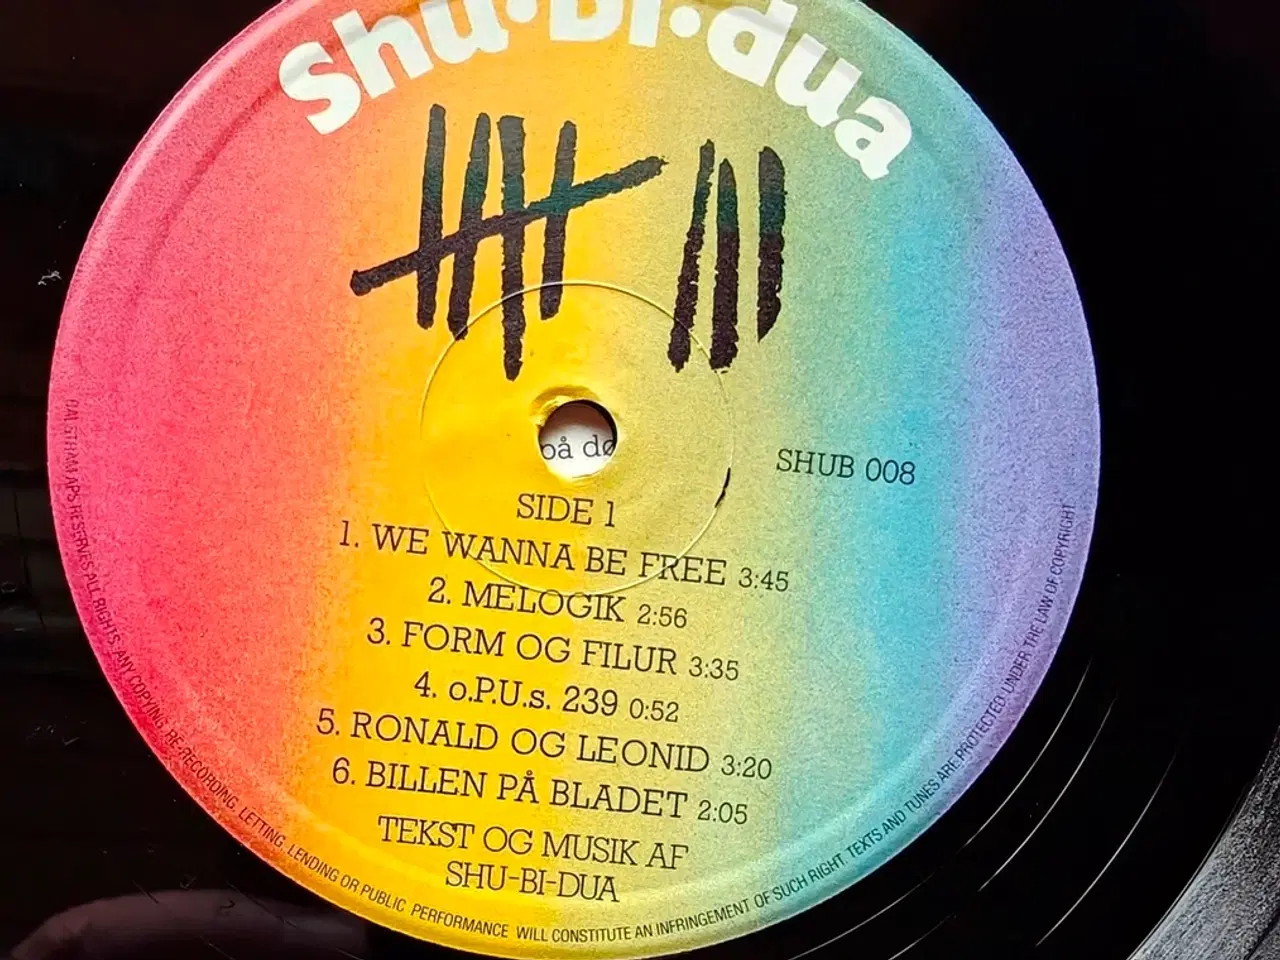 Shu·Bi·dua
SHUB 008
på dø
SIDE 1
1. WE WANNA BE FREE 3:45
2. MELOGIK 2:56
3. FORM OG FILUR 3:35
4. o.P.U.s. 239 0:52
5. RONALD OG LEONID 3:20
6. BILLEN PÅ BLADET 2:05
TEKST OG MUSIK AF
SHU-BI-DUA
RESERVES ALL RIGHTS. ANY COPYING, RE-RECORDING, LETTING, LENDING OR PUBLIC PERFORMANCE WILL CONSTITUTE AN INFRINGEMENT OF SUCH RIGHT. TEXTS AND TUNES ARE PROTECTED UNDER THE LAW OF COPYRIGHT